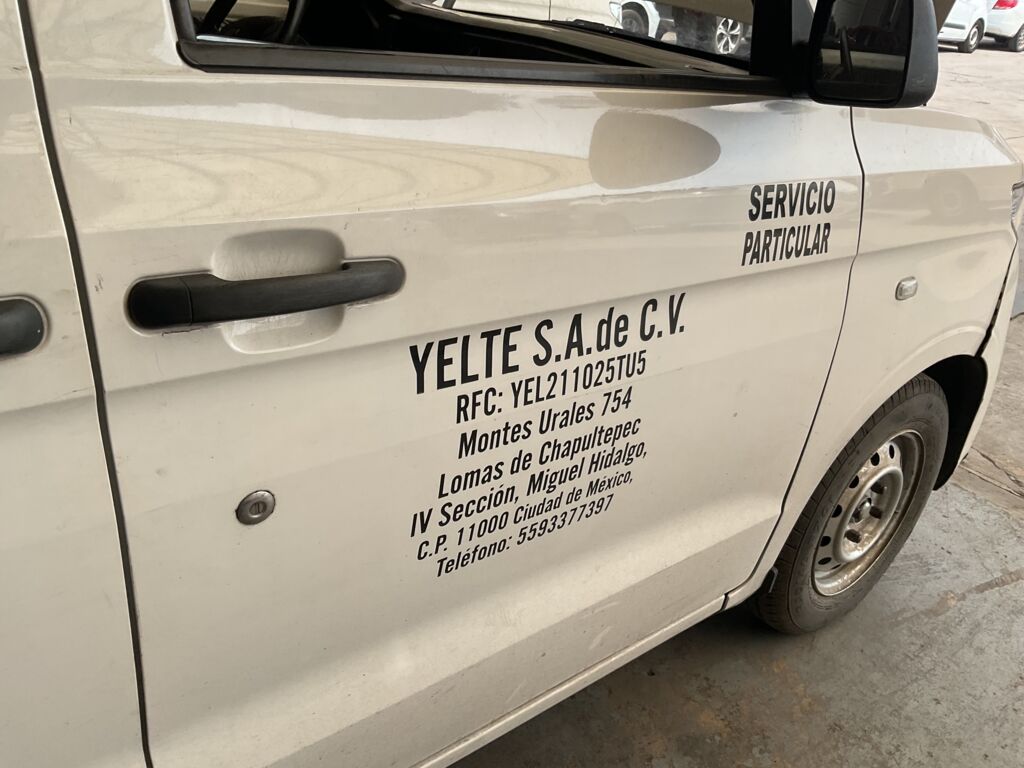 SERVICIO
PARTICULAR
YELTE S.A. de C.V.
RFC: YEL211025TU5
Montes Urales 754
Lomas de Chapultepec
IV Sección, Miguel Hidalgo,
C.P. 11000 Ciudad de México,
Teléfono: 5593377397